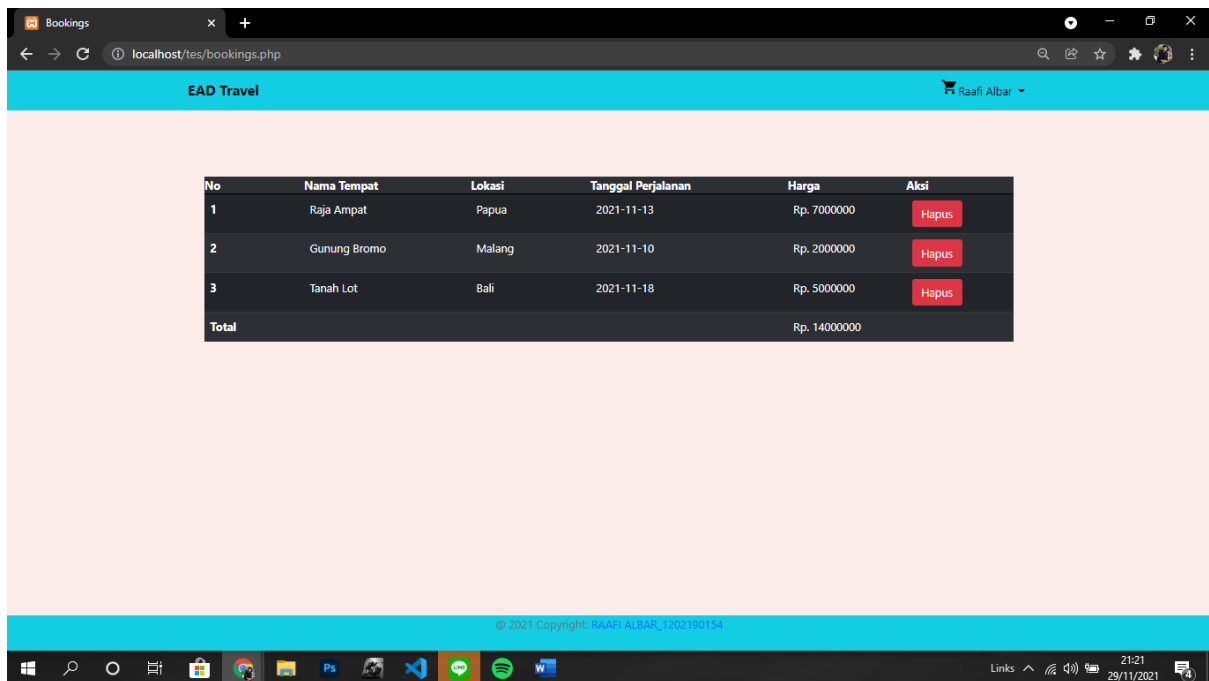 Bookings
localhost/tes/bookings.php
EAD Travel Raafi Albar
No Nama Tempat Lokasi Tanggal Perjalanan Harga Aksi
1 Raja Ampat Papua 2021-11-13 Rp. 7000000 Hapus
2 Gunung Bromo Malang 2021-11-10 Rp. 2000000 Hapus
3 Tanah Lot Bali 2021-11-18 Rp. 5000000 Hapus
Total Rp. 14000000
@ 2021 Copyright: RAAFI ALBAR_1202190154
Ps LINE W Links 21:21
29/11/2021 4